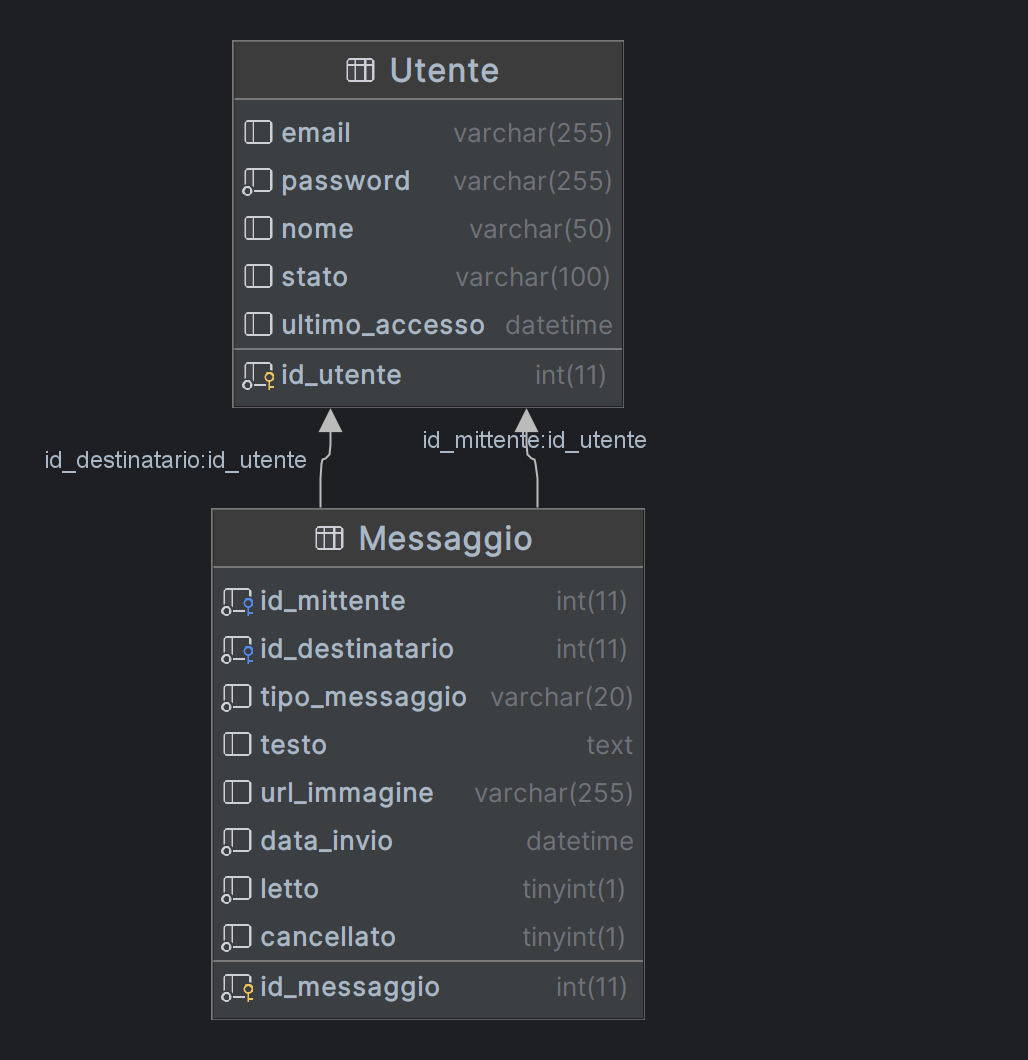 Utente
email varchar(255)
password varchar(255)
nome varchar(50)
stato varchar(100)
ultimo_accesso datetime
id_utente int(11)
id_mittente:id_utente
id_destinatario:id_utente
Messaggio
id_mittente int(11)
id_destinatario int(11)
tipo_messaggio varchar(20)
testo text
url_immagine varchar(255)
data_invio datetime
letto tinyint(1)
cancellato tinyint(1)
id_messaggio int(11)